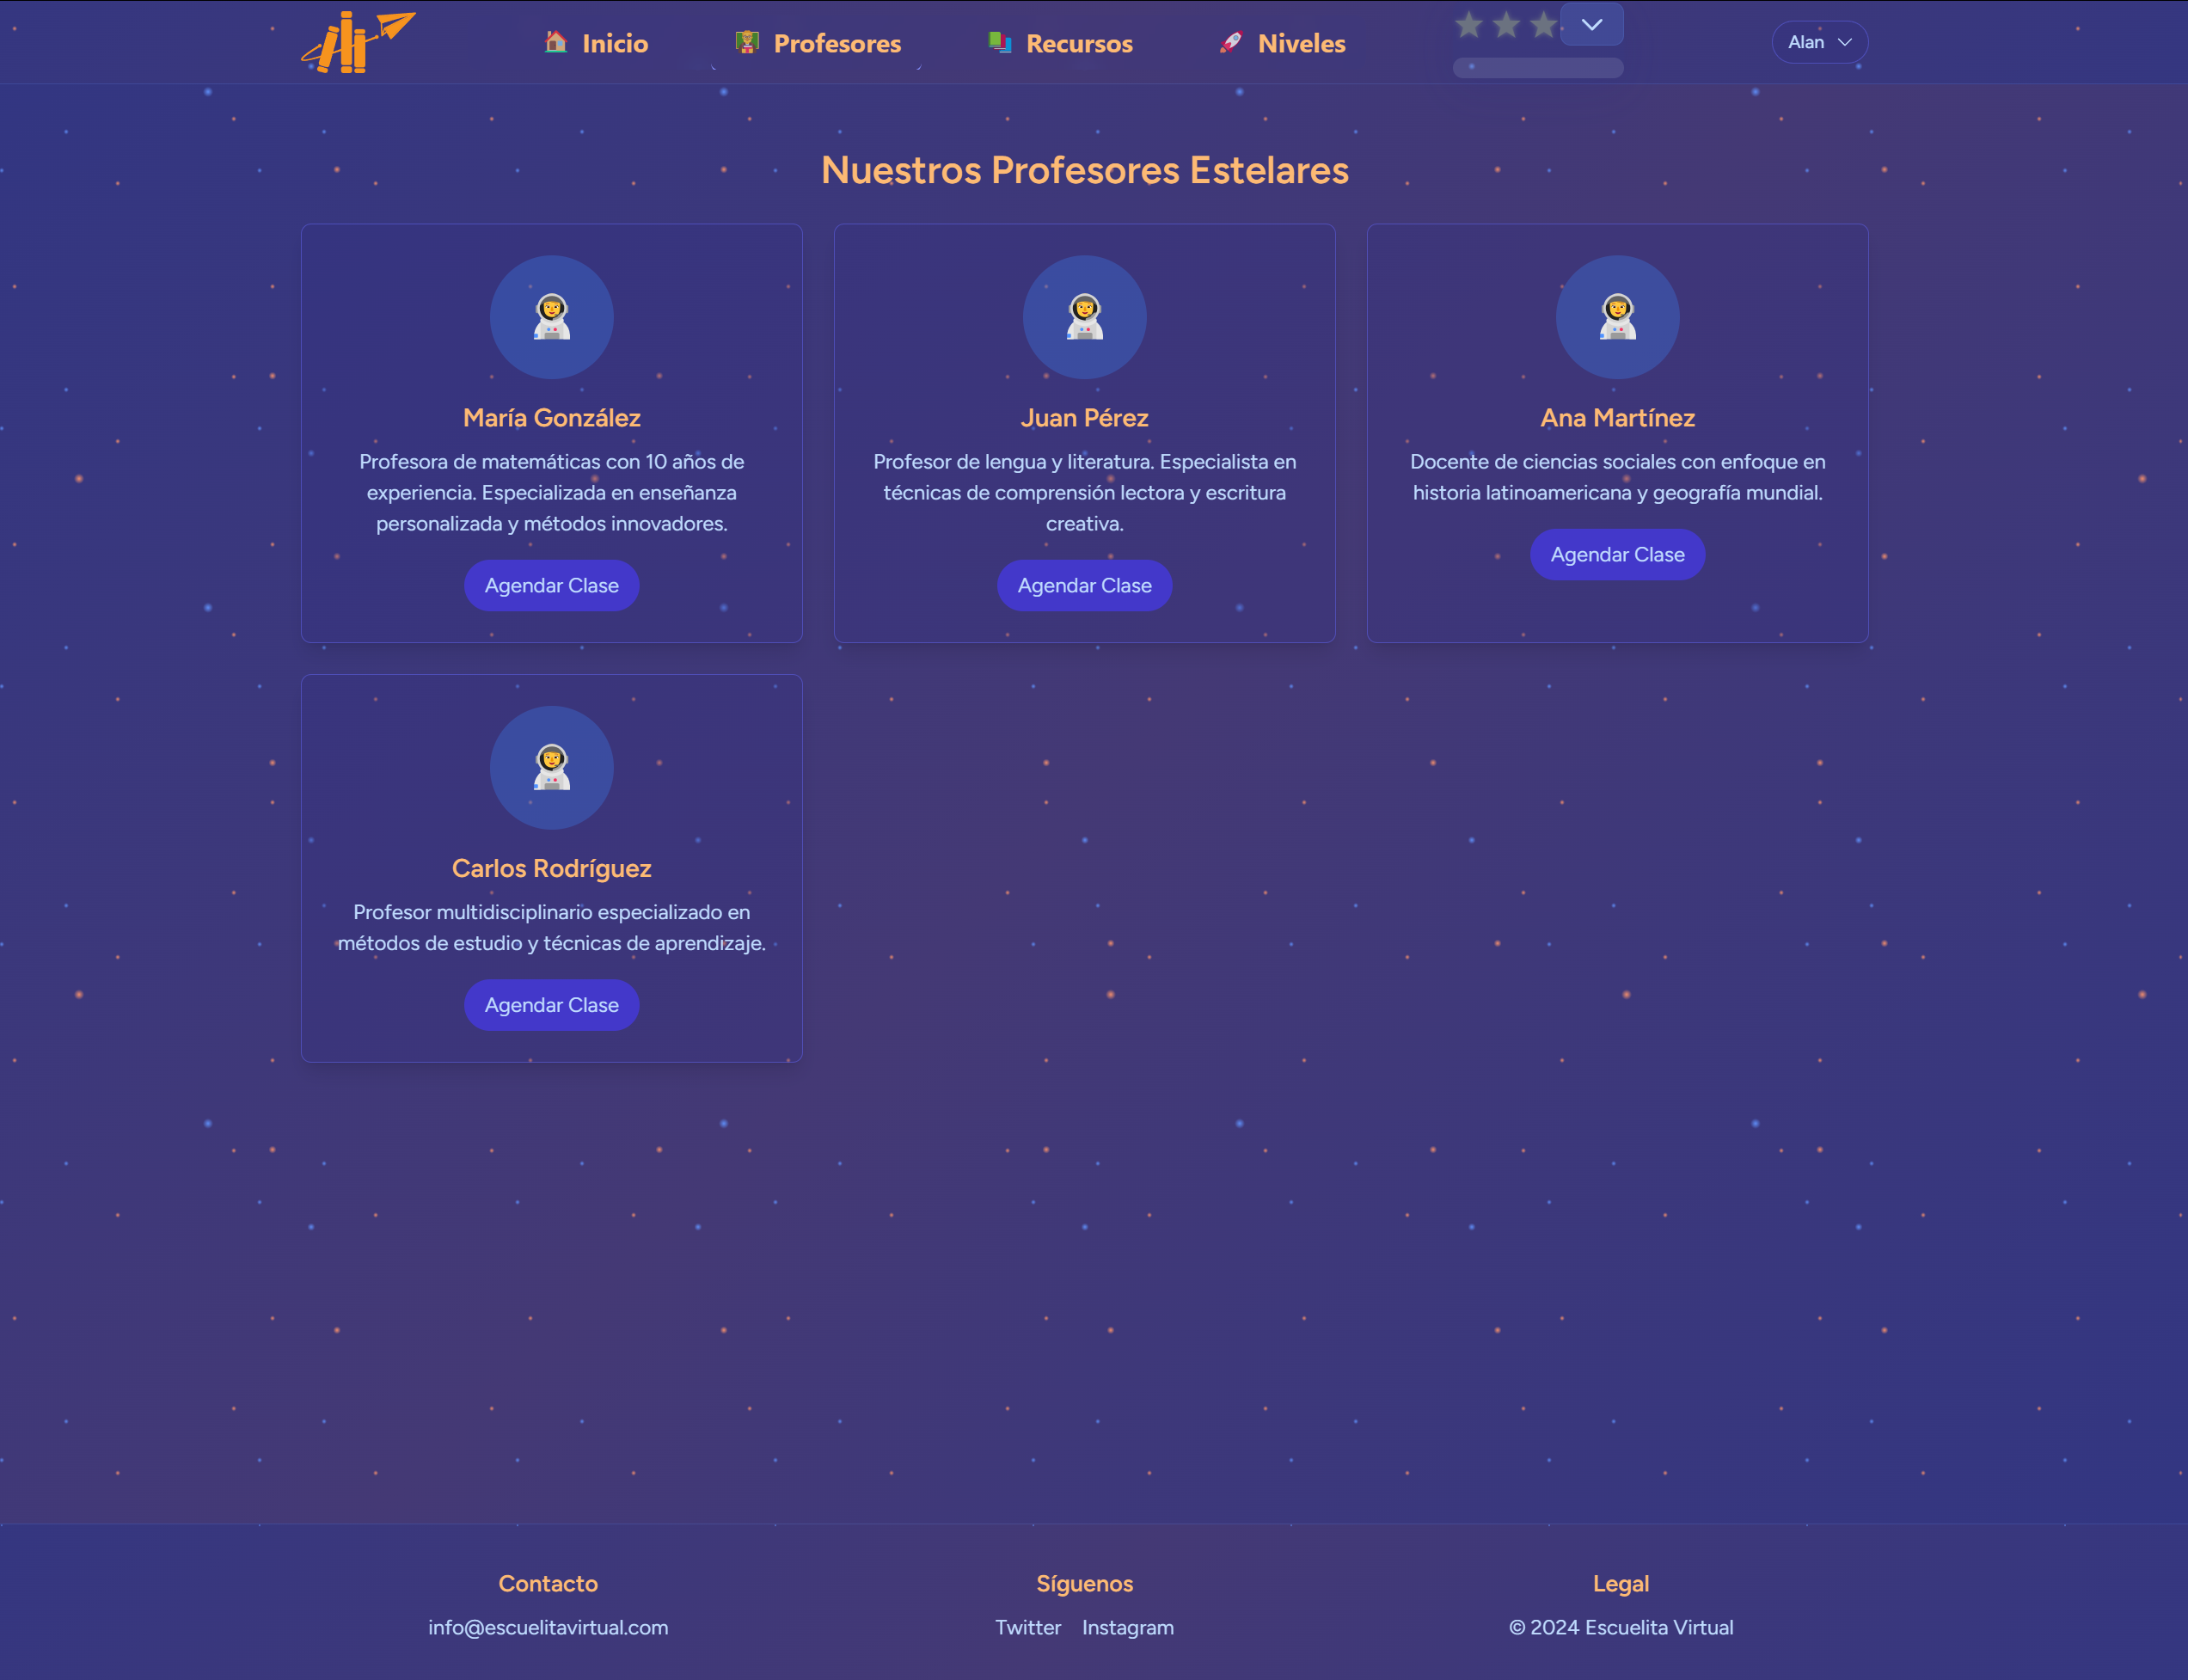 Inicio
Profesores
Recursos
Niveles
Alan
Nuestros Profesores Estelares
María González
Profesora de matemáticas con 10 años de
experiencia. Especializada en enseñanza
personalizada y métodos innovadores.
Agendar Clase
Juan Pérez
Profesor de lengua y literatura. Especialista en
técnicas de comprensión lectora y escritura
creativa.
Agendar Clase
Ana Martínez
Docente de ciencias sociales con enfoque en
historia latinoamericana y geografía mundial.
Agendar Clase
Carlos Rodríguez
Profesor multidisciplinario especializado en
métodos de estudio y técnicas de aprendizaje.
Agendar Clase
Contacto
info@escuelitavirtual.com
Síguenos
Twitter Instagram
Legal
© 2024 Escuelita Virtual